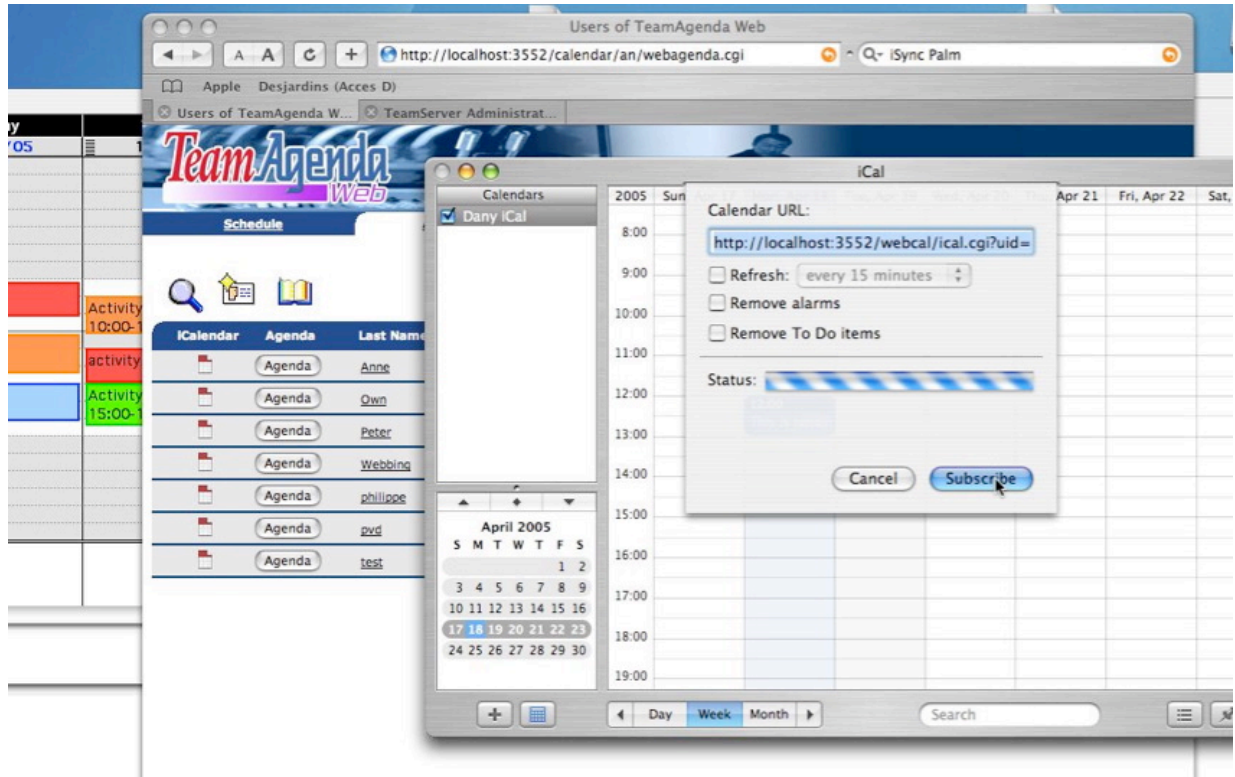 Users of TeamAgenda Web
A A C + http://localhost:3552/calendar/an/webagenda.cgi Q- iSync Palm
Apple Desjardins (Acces D)
Users of TeamAgenda W... TeamServer Administrat...
y
/05 1
TeamAgenda
Web
Schedule
Activity
10:00-1
activity
Activity
15:00-1
iCalendar Agenda Last Name
Agenda Anne
Agenda Own
Agenda Peter
Agenda Webbing
Agenda philippe
Agenda pvd
Agenda test
iCal
Calendars
Dany iCal
2005 Sun Apr 21 Fri, Apr 22 Sat,
Calendar URL:
http://localhost:3552/webcal/ical.cgi?uid=
Refresh: every 15 minutes
Remove alarms
Remove To Do items
Status:
Cancel Subscribe
8:00
9:00
10:00
11:00
12:00
13:00
14:00
15:00
16:00
17:00
18:00
19:00
April 2005
S M T W T F S
1 2
3 4 5 6 7 8 9
10 11 12 13 14 15 16
17 18 19 20 21 22 23
24 25 26 27 28 29 30
+ Day Week Month Search